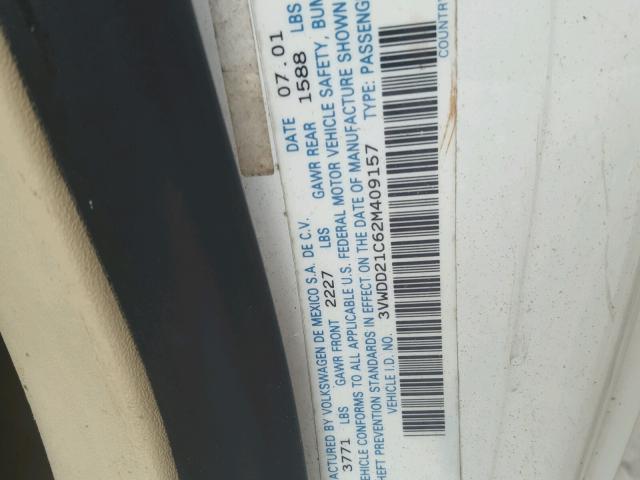 ACTURED BY VOLKSWAGEN DE MEXICO S.A. DE C.V. DATE 07.01
3771 LBS GAWR FRONT 2227 LBS GAWR REAR 1588 LBS
EHICLE CONFORMS TO ALL APPLICABLE U.S. FEDERAL MOTOR VEHICLE SAFETY, BUM
HEFT PREVENTION STANDARDS IN EFFECT ON THE DATE OF MANUFACTURE SHOWN
VEHICLE I.D. NO. 3VWDD21C62M409157 TYPE: PASSENG
COUNTRY